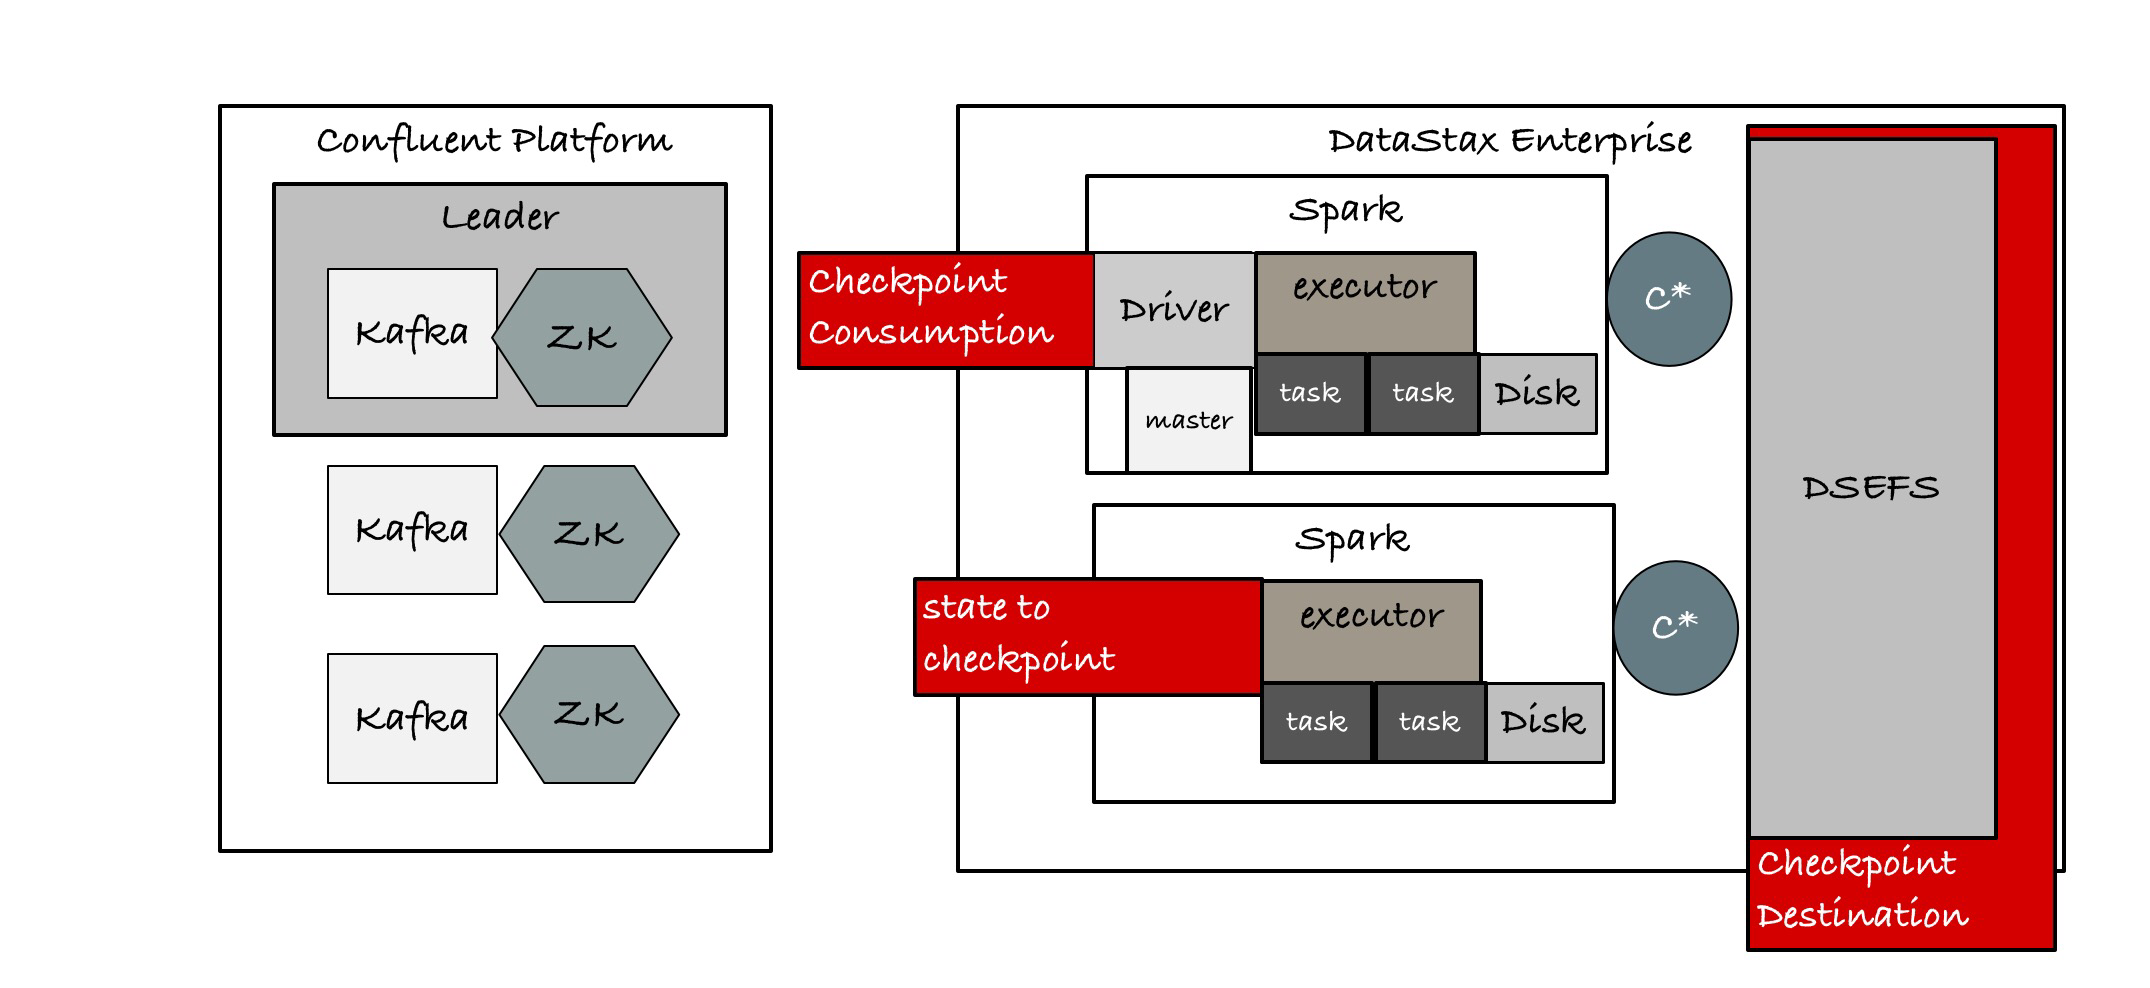 Confluent Platform
Leader
Kafka
ZK
Kafka
ZK
Kafka
ZK
DataStax Enterprise
Spark
Checkpoint
Consumption
Driver
executor
master
task
task
Disk
C*
Spark
state to
checkpoint
executor
task
task
Disk
C*
DSEFS
Checkpoint
Destination